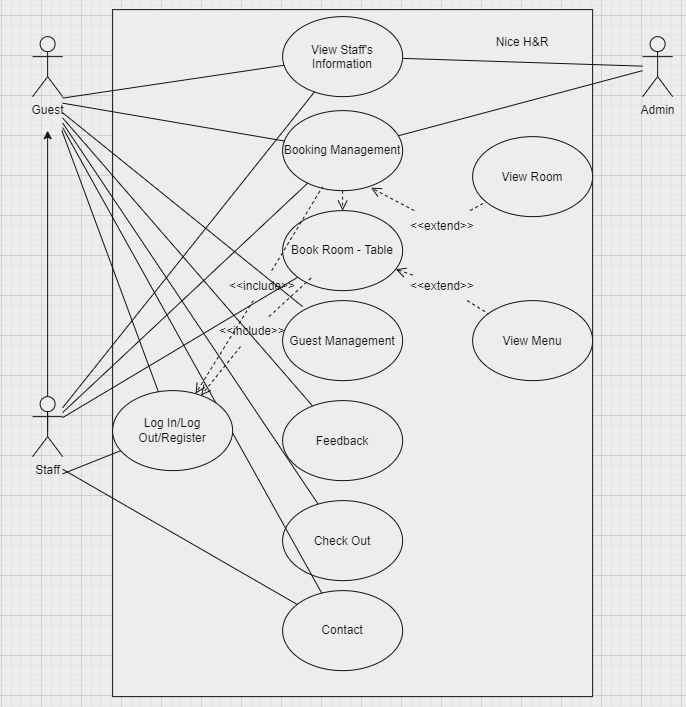 View Staff's
Information
Nice H&R
Guest
Admin
Booking Management
View Room
<<extend>>
Book Room - Table
<<include>>
<<extend>>
<<include>>
Guest Management
View Menu
Log In/Log
Out/Register
Feedback
Staff
Check Out
Contact